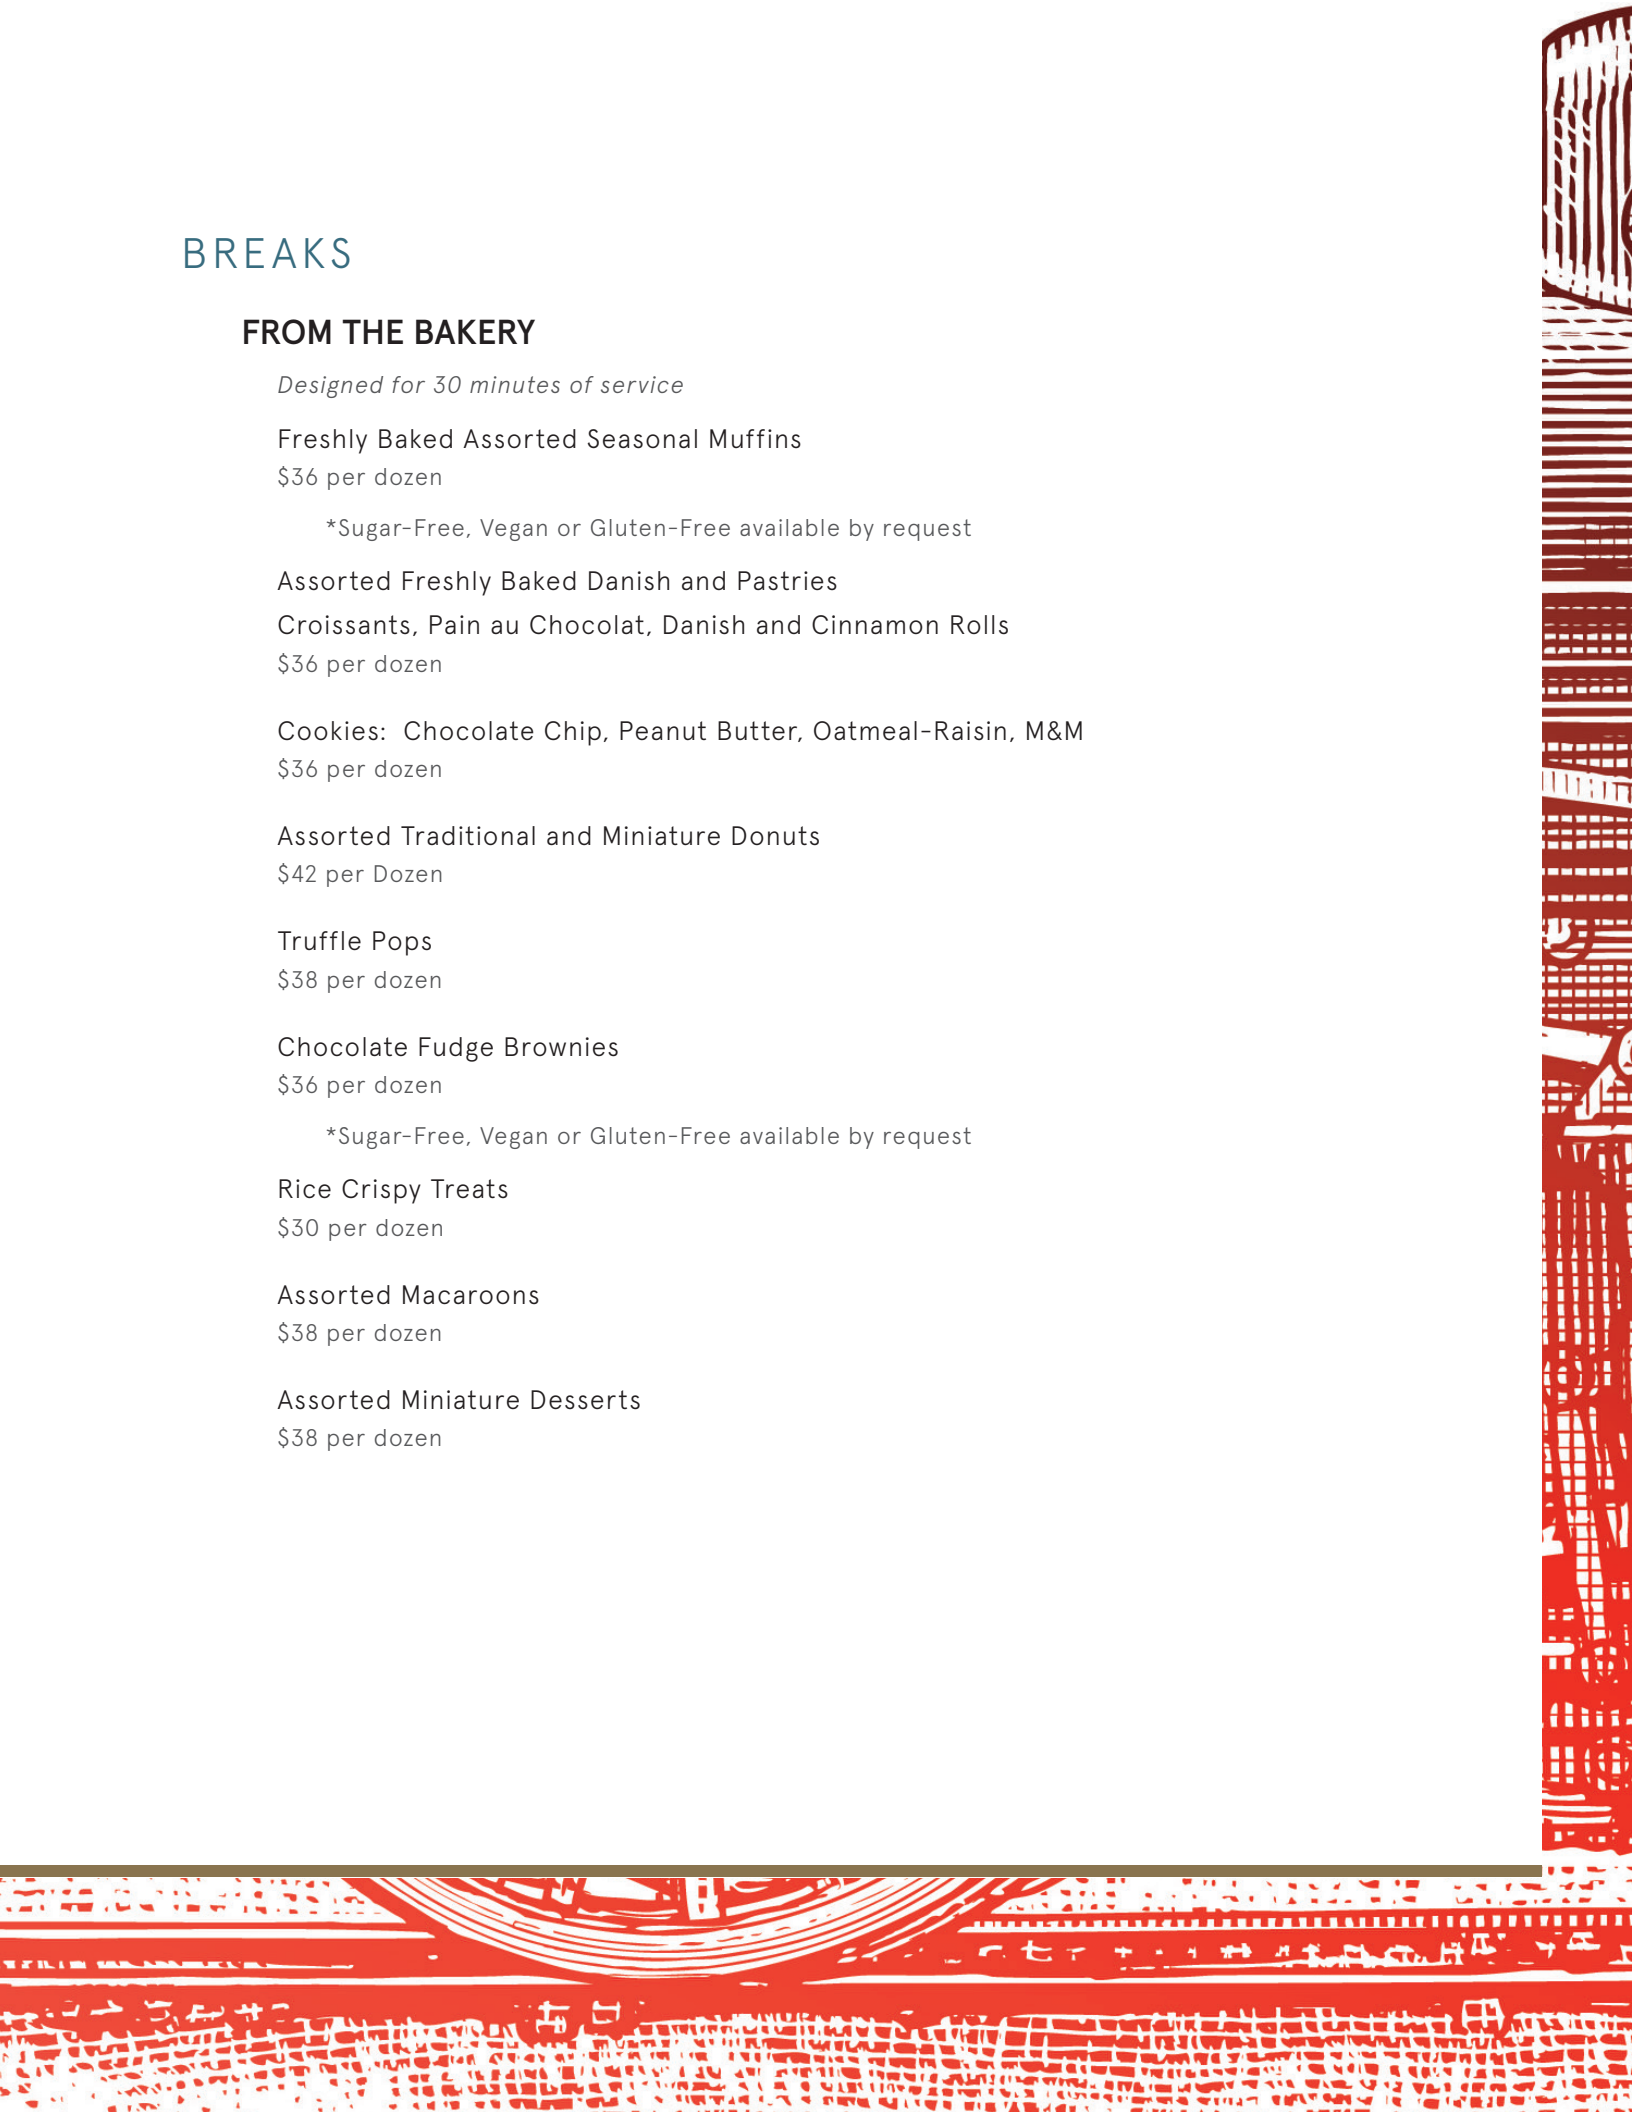 BREAKS
FROM THE BAKERY
Designed for 30 minutes of service
Freshly Baked Assorted Seasonal Muffins
$36 per dozen
*Sugar-Free, Vegan or Gluten-Free available by request
Assorted Freshly Baked Danish and Pastries
Croissants, Pain au Chocolat, Danish and Cinnamon Rolls
$36 per dozen
Cookies:  Chocolate Chip, Peanut Butter, Oatmeal-Raisin, M&M
$36 per dozen
Assorted Traditional and Miniature Donuts
$42 per Dozen
Truffle Pops
$38 per dozen
Chocolate Fudge Brownies
$36 per dozen
*Sugar-Free, Vegan or Gluten-Free available by request
Rice Crispy Treats
$30 per dozen
Assorted Macaroons
$38 per dozen
Assorted Miniature Desserts
$38 per dozen